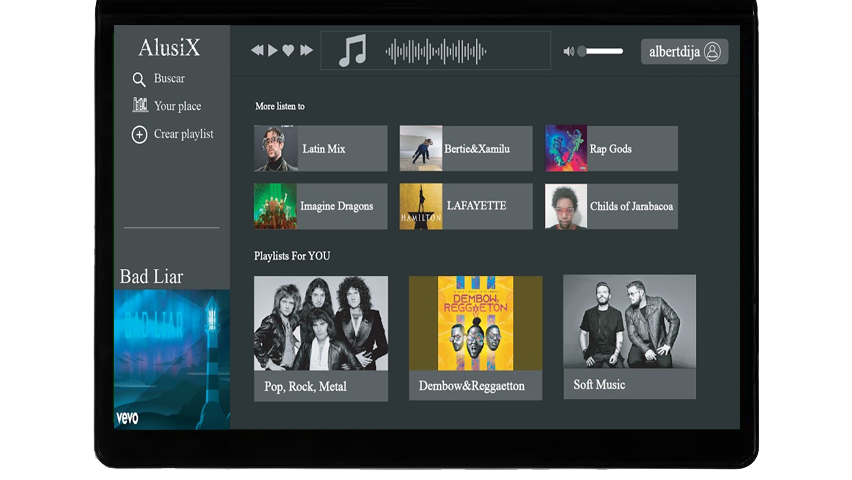 AlusiX
Buscar
Your place
Crear playlist
albertdija
More listen to
Latin Mix
Bertie&Xamilu
Rap Gods
Imagine Dragons
HAMILTON
LAFAYETTE
Childs of Jarabacoa
Playlists For YOU
Pop, Rock, Metal
DEMBOW,
REGGAETON
Dembow&Reggaetton
Soft Music
Bad Liar
BAD LIAR
vevo